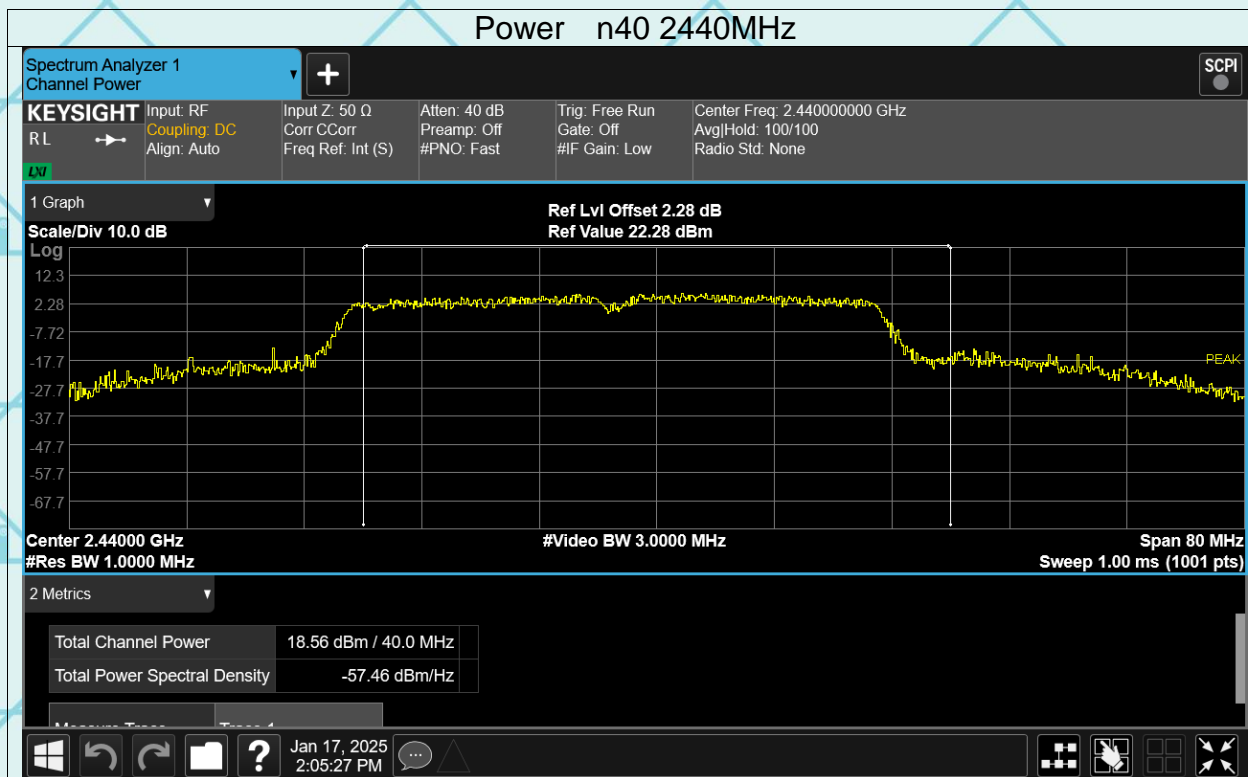 Power n40 2440MHz
Spectrum Analyzer 1
Channel Power
▼
+
SCPI
KEYSIGHT
RL
LXI
Input: RF
Coupling: DC
Align: Auto
Input Z: 50 Ω
Corr CCorr
Freq Ref: Int (S)
Atten: 40 dB
Preamp: Off
#PNO: Fast
Trig: Free Run
Gate: Off
#IF Gain: Low
Center Freq: 2.440000000 GHz
Avg|Hold: 100/100
Radio Std: None
1 Graph
Ref Lvl Offset 2.28 dB
Scale/Div 10.0 dB
Ref Value 22.28 dBm
Log
12.3
2.28
-7.72
-17.7
-27.7
-37.7
-47.7
-57.7
-67.7
PEAK
Center 2.44000 GHz
#Video BW 3.0000 MHz
Span 80 MHz
#Res BW 1.0000 MHz
Sweep 1.00 ms (1001 pts)
2 Metrics
Total Channel Power 18.56 dBm / 40.0 MHz
Total Power Spectral Density -57.46 dBm/Hz
Measure Trace Trace 1
?
Jan 17, 2025
2:05:27 PM